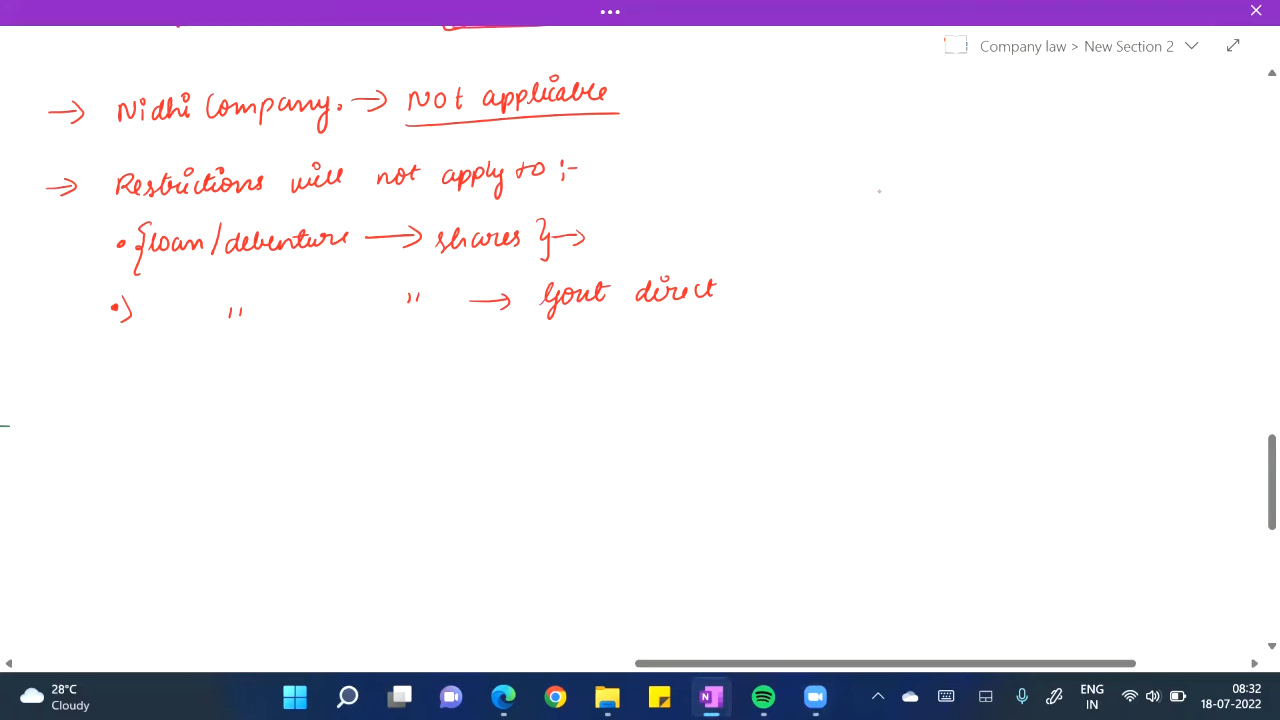 Company law > New Section 2
→ Nidhi Company. → Not applicable
→ Restrictions will not apply to :-
• {loan/debenture → shares } →
• } " " → Govt direct
28°C
Cloudy
ENG
IN
08:32
18-07-2022